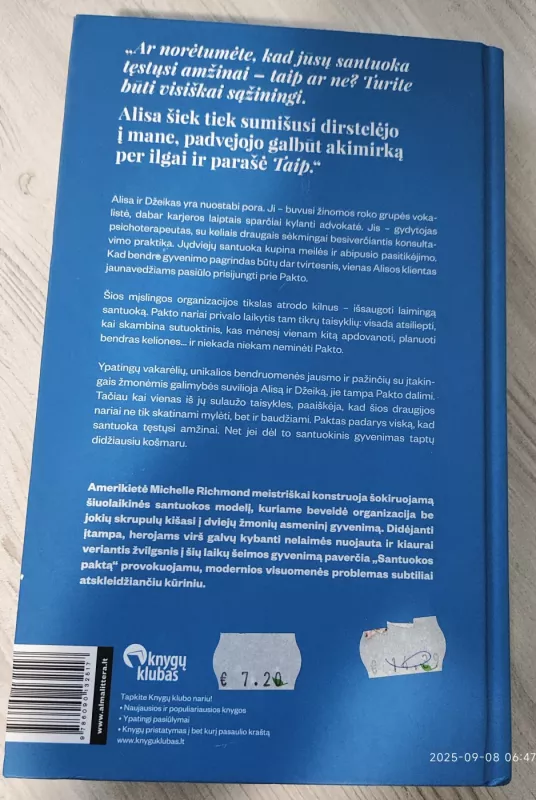 „Ar norėtumėte, kad jūsų santuoka
tęstųsi amžinai – taip ar ne? Turite
būti visiškai sąžiningi.
Alisa šiek tiek sumišusi dirstelėjo
į mane, padvejojo galbūt akimirką
per ilgai ir parašė Taip.“
Alisa ir Džeikas yra nuostabi pora. Ji – buvusi žinomos roko grupės voka-
listė, dabar karjeros laiptais sparčiai kylanti advokatė. Jis – gydytojas
psichoterapeutas, su keliais draugais sėkmingai besiverčiantis konsulta-
vimo praktika. Jųdviejų santuoka kupina meilės ir abipusio pasitikėjimo.
Kad bendro gyvenimo pagrindas būtų dar tvirtesnis, vienas Alisos klientas
jaunavedžiams pasiūlo prisijungti prie Pakto.
Šios mįslingos organizacijos tikslas atrodo kilnus – išsaugoti laimingą
santuoką. Pakto nariai privalo laikytis tam tikrų taisyklių: visada atsiliepti,
kai skambina sutuoktinis, kas mėnesį vienam kitą apdovanoti, planuoti
bendras keliones... ir niekada niekam neminėti Pakto.
Ypatingų vakarėlių, unikalios bendruomenės jausmo ir pažinčių su įtakin-
gais žmonėmis galimybės suvilioja Alisą ir Džeiką, jie tampa Pakto dalimi.
Tačiau kai vienas iš jų sulaužo taisykles, paaiškėja, kad šios draugijos
nariai ne tik skatinami mylėti, bet ir baudžiami. Paktas padarys viską, kad
santuoka tęstųsi amžinai. Net jei dėl to santuokinis gyvenimas taptų
didžiausiu košmaru.
Amerikietė Michelle Richmond meistriškai konstruoja šokiruojamą
šiuolaikinės santuokos modelį, kuriame beveidė organizacija be
jokių skrupulų kišasi į dviejų žmonių asmeninį gyvenimą. Didėjanti
įtampa, herojams virš galvų kybanti nelaimės nuojauta ir kiaurai
veriantis žvilgsnis į šių laikų šeimos gyvenimą paverčia „Santuokos
paktą“ provokuojamu, modernios visuomenės problemas subtiliai
atskleidžiančiu kūriniu.
www.almalittera.lt
9 786090 132517
knygų
klubas
€ 7.20
Tapkite Knygų klubo nariu!
• Naujausios ir populiariausios knygos
• Ypatingi pasiūlymai
• Knygų pristatymas į bet kurį pasaulio kraštą
www.knyguklubas.lt
2025-09-08 06:47